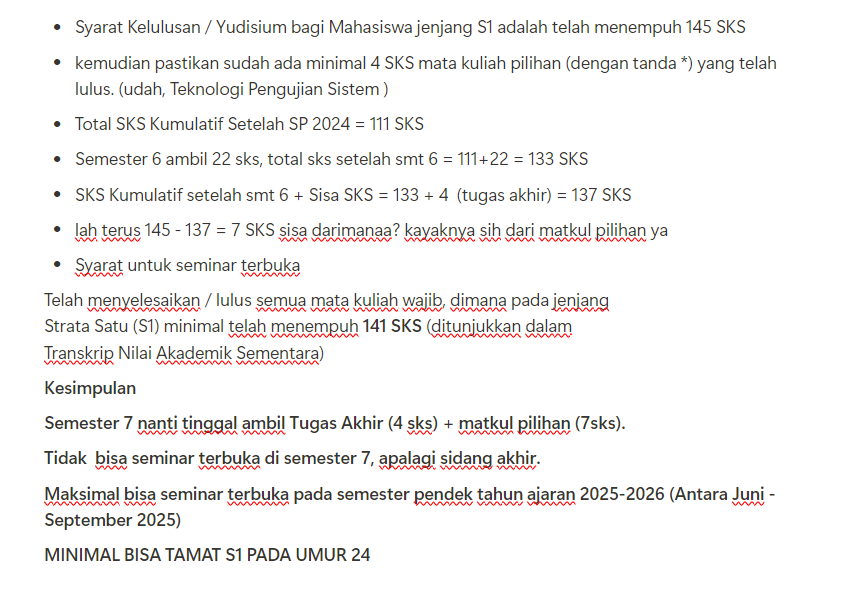 • Syarat Kelulusan / Yudisium bagi Mahasiswa jenjang S1 adalah telah menempuh 145 SKS
• kemudian pastikan sudah ada minimal 4 SKS mata kuliah pilihan (dengan tanda *) yang telah
lulus. (udah, Teknologi Pengujian Sistem )
• Total SKS Kumulatif Setelah SP 2024 = 111 SKS
• Semester 6 ambil 22 sks, total sks setelah smt 6 = 111+22 = 133 SKS
• SKS Kumulatif setelah smt 6 + Sisa SKS = 133 + 4 (tugas akhir) = 137 SKS
• lah terus 145 - 137 = 7 SKS sisa darimanaa? kayaknya sih dari matkul pilihan ya
• Syarat untuk seminar terbuka
Telah menyelesaikan / lulus semua mata kuliah wajib, dimana pada jenjang
Strata Satu (S1) minimal telah menempuh 141 SKS (ditunjukkan dalam
Transkrip Nilai Akademik Sementara)
Kesimpulan
Semester 7 nanti tinggal ambil Tugas Akhir (4 sks) + matkul pilihan (7sks).
Tidak bisa seminar terbuka di semester 7, apalagi sidang akhir.
Maksimal bisa seminar terbuka pada semester pendek tahun ajaran 2025-2026 (Antara Juni -
September 2025)
MINIMAL BISA TAMAT S1 PADA UMUR 24